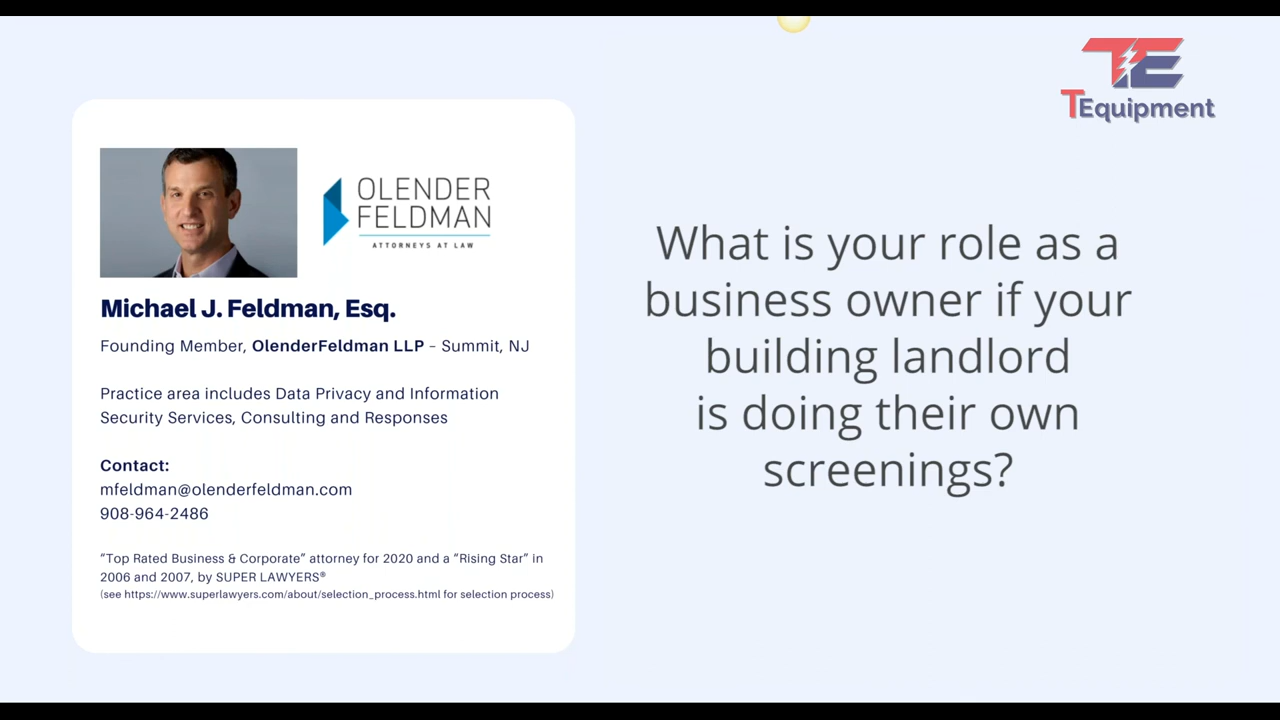 TE
TEquipment
OLENDER
FELDMAN
ATTORNEYS AT LAW
Michael J. Feldman, Esq.
Founding Member, OlenderFeldman LLP – Summit, NJ
Practice area includes Data Privacy and Information
Security Services, Consulting and Responses
Contact:
mfeldman@olenderfeldman.com
908-964-2486
“Top Rated Business & Corporate” attorney for 2020 and a “Rising Star” in
2006 and 2007, by SUPER LAWYERS®
(see https://www.superlawyers.com/about/selection_process.html for selection process)
What is your role as a
business owner if your
building landlord
is doing their own
screenings?